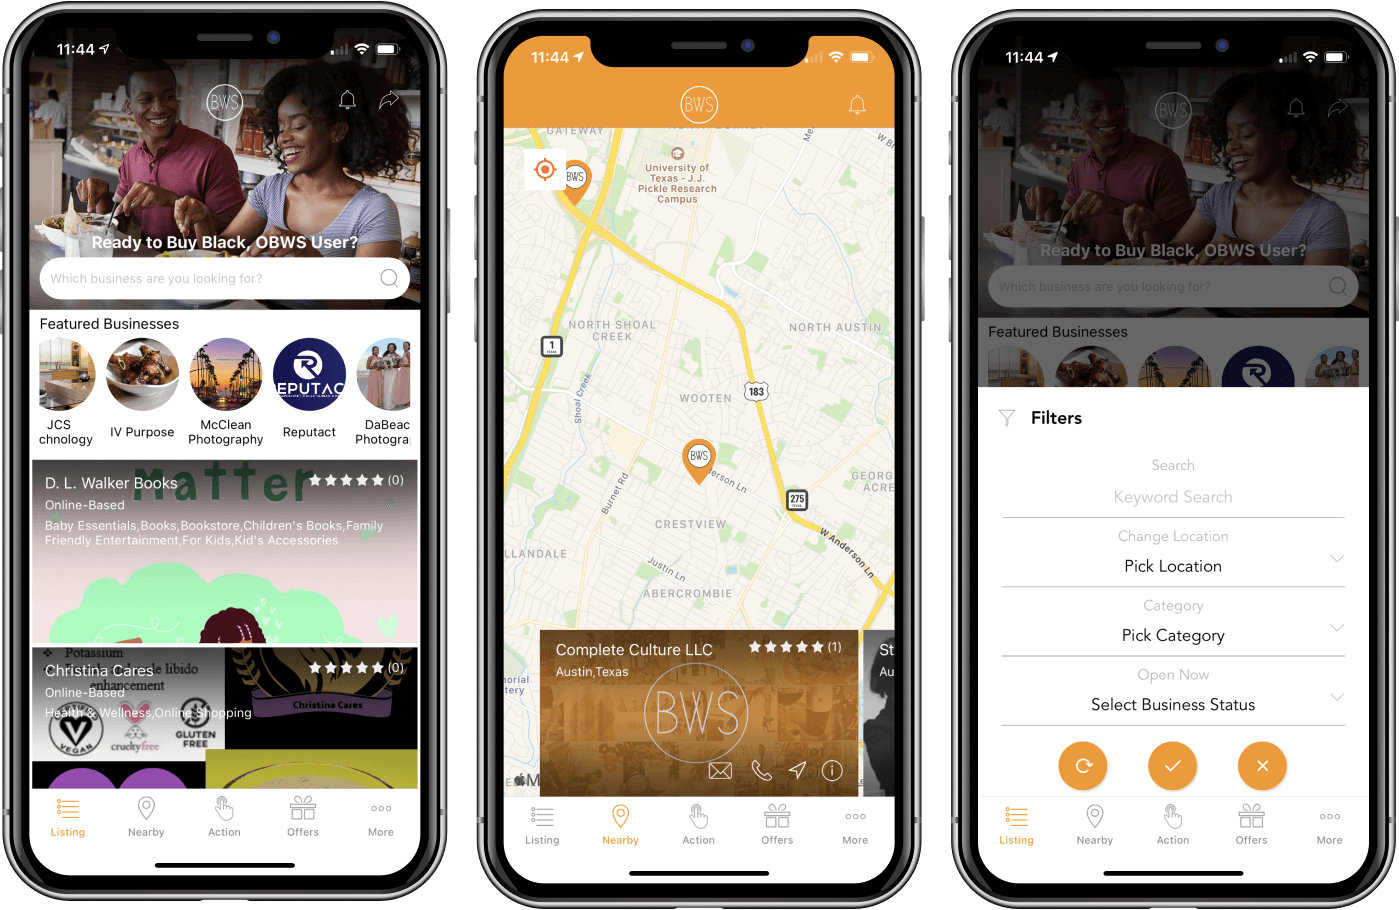 11:44
BWS
Ready to Buy Black, OBWS User?
Which business are you looking for?
Featured Businesses
JCS
chnology
IV Purpose
McClean
Photography
R
REPUTAC
Reputact
DaBeac
Photogra
Matter
D. L. Walker Books
(0)
Online-Based
Baby Essentials,Books,Bookstore,Children's Books,Family
Friendly Entertainment,For Kids,Kid's Accessories
Potassium
libido
enhancement
Christina Cares
(0)
Online-Based
Health & Wellness,Online Shopping
VEGAN
crueltyfree
GLUTEN
FREE
Christina Cares
Listing
Nearby
Action
Offers
More
11:44
BWS
GATEWAY
Me
W B
University of
Texas - J.J.
Pickle Research
Campus
BWS
NORTH SHOAL
CREEK
NORTH AUSTIN
1
TEXAS
Shoal Creek
183
WOOTEN
BWS
erson Ln
Burnet Rd
GEORG
ACRE
275
TEXAS
CRESTVIEW
W Anderson Ln
LLANDALE
Justin Ln
ABERCROMBIE
Complete Culture LLC
(1)
Austin,Texas
BWS
St
Au
morial
etery
M
Listing
Nearby
Action
Offers
More
11:44
BWS
Ready to Buy Black, OBWS User?
Which business are you looking for?
Featured Businesses
R
Filters
Search
Keyword Search
Change Location
Pick Location
Category
Pick Category
Open Now
Select Business Status
Listing
Nearby
Action
Offers
More